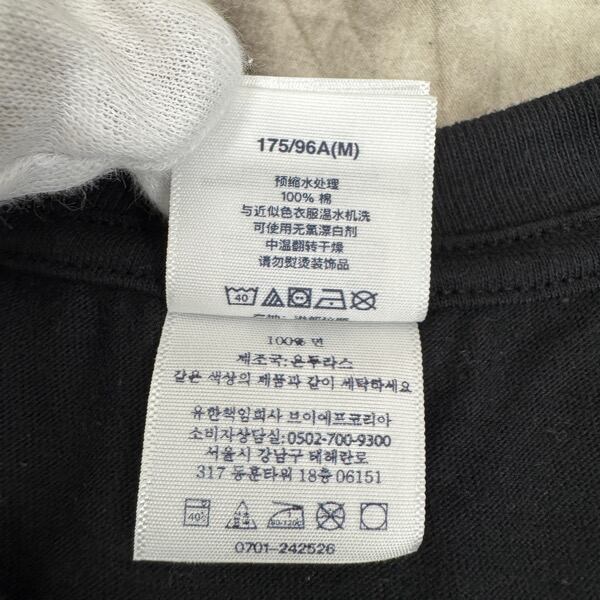 175/96A(M)
预缩水处理
100% 棉
与近似色衣服温水机洗
可使用无氯漂白剂
中温翻转干燥
请勿熨烫装饰品
40
100% 면
제조국:온두라스
같은 색상의 제품과 같이 세탁하세요
유한책임회사 브이에프코리아
소비자상담실:0502-700-9300
서울시 강남구 테헤란로
317 동훈타워 18층 06151
40°
80-120C
0701-242526